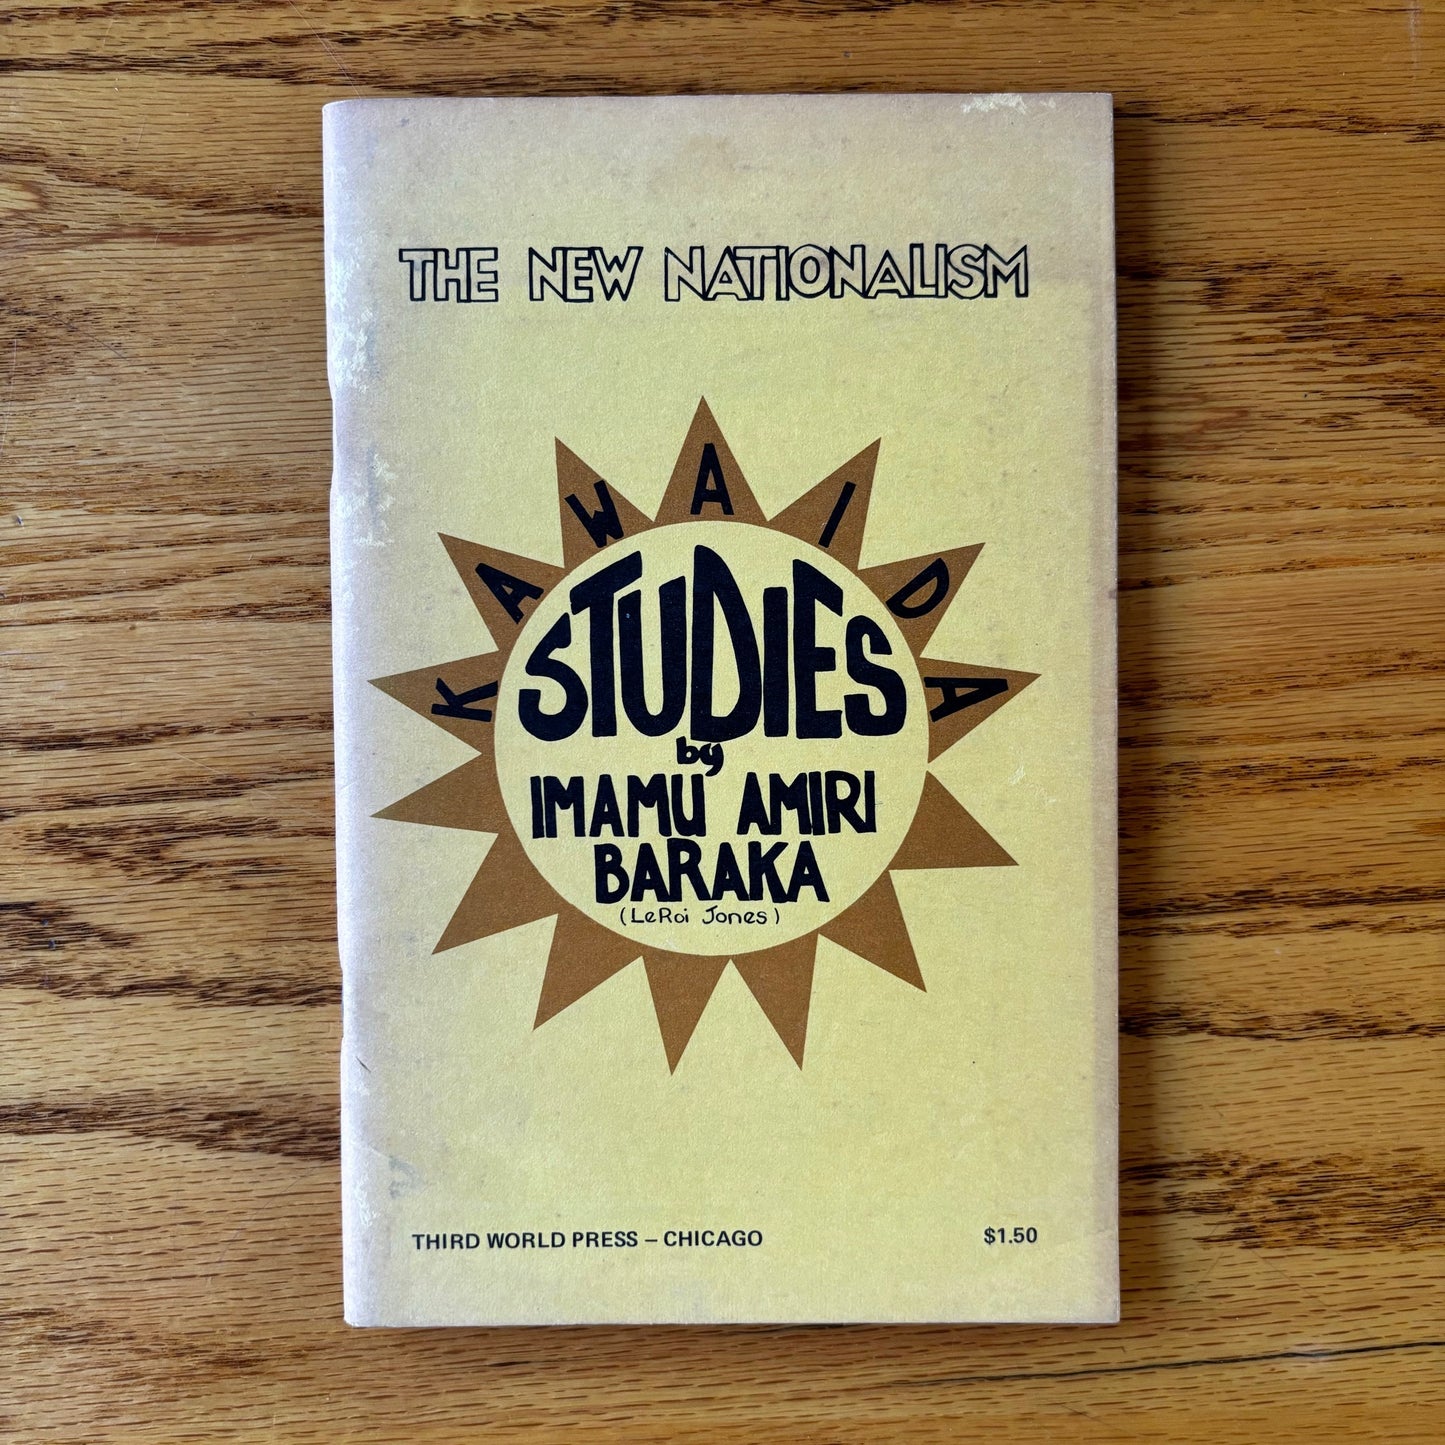 THE NEW NATIONALISM
KAWAIDA
STUDIES
by
IMAMU AMIRI
BARAKA
(LeRoi Jones)
THIRD WORLD PRESS – CHICAGO
$1.50